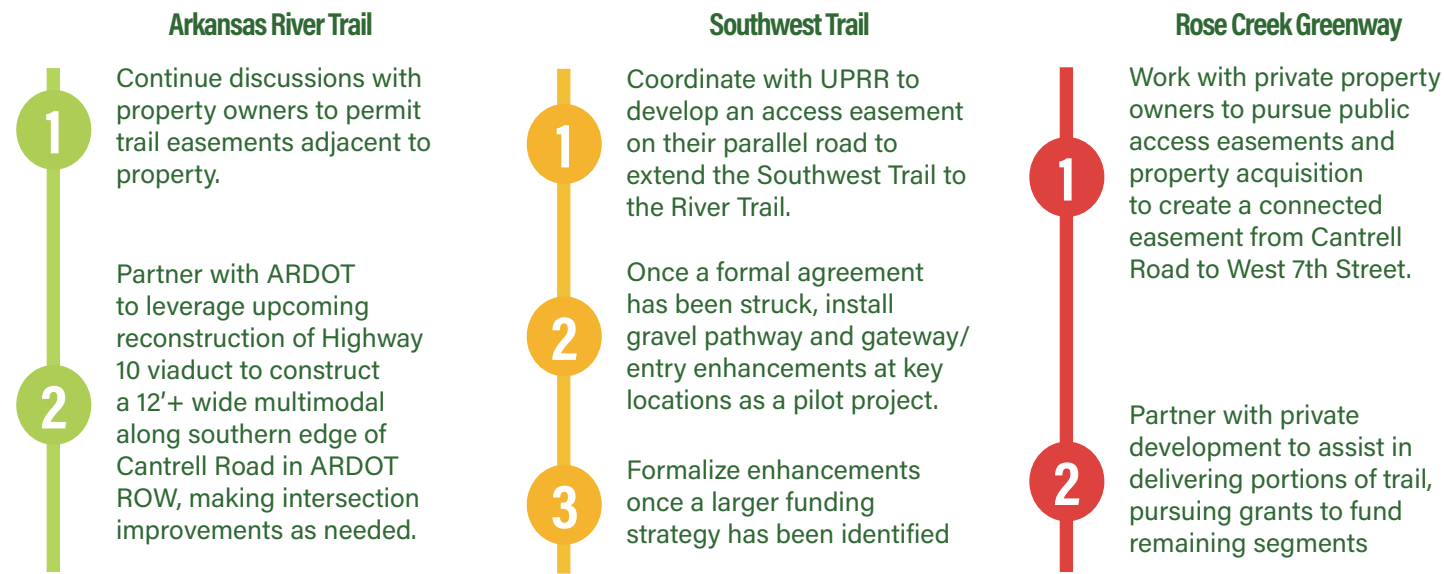 Arkansas River Trail
1
Continue discussions with
property owners to permit
trail easements adjacent to
property.
2
Partner with ARDOT
to leverage upcoming
reconstruction of Highway
10 viaduct to construct
a 12'+ wide multimodal
along southern edge of
Cantrell Road in ARDOT
ROW, making intersection
improvements as needed.
Southwest Trail
1
Coordinate with UPRR to
develop an access easement
on their parallel road to
extend the Southwest Trail to
the River Trail.
2
Once a formal agreement
has been struck, install
gravel pathway and gateway/
entry enhancements at key
locations as a pilot project.
3
Formalize enhancements
once a larger funding
strategy has been identified
Rose Creek Greenway
1
Work with private property
owners to pursue public
access easements and
property acquisition
to create a connected
easement from Cantrell
Road to West 7th Street.
2
Partner with private
development to assist in
delivering portions of trail,
pursuing grants to fund
remaining segments